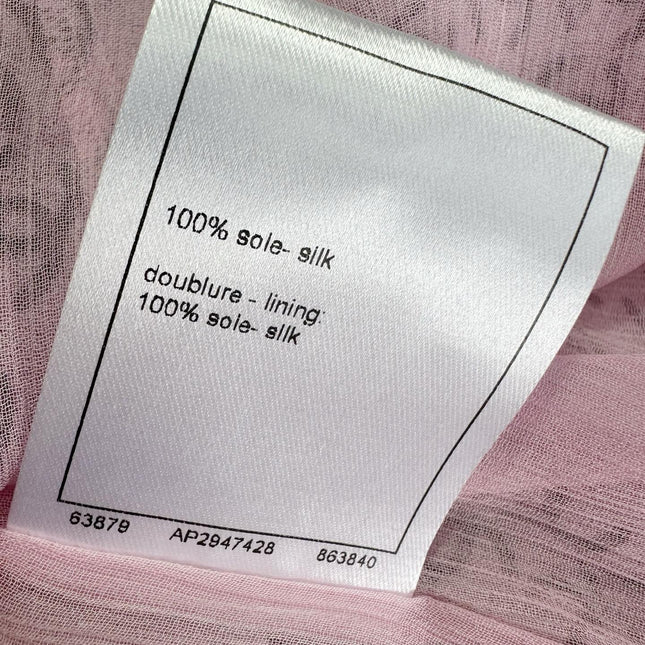 100% soie- silk
doublure - lining:
100% soie- silk
63879 AP2947428 863840